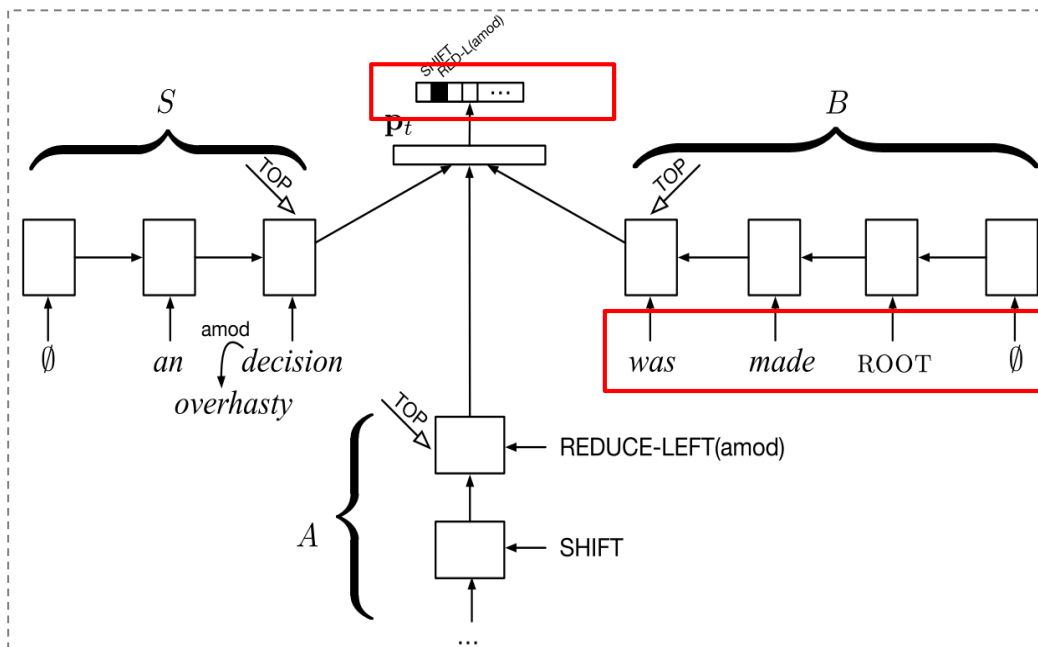 SHIFT
RED-L(amod)
...
p_t
S
B
TOP
TOP
∅
an
amod
decision
overhasty
was
made
ROOT
∅
TOP
REDUCE-LEFT(amod)
A
SHIFT
...